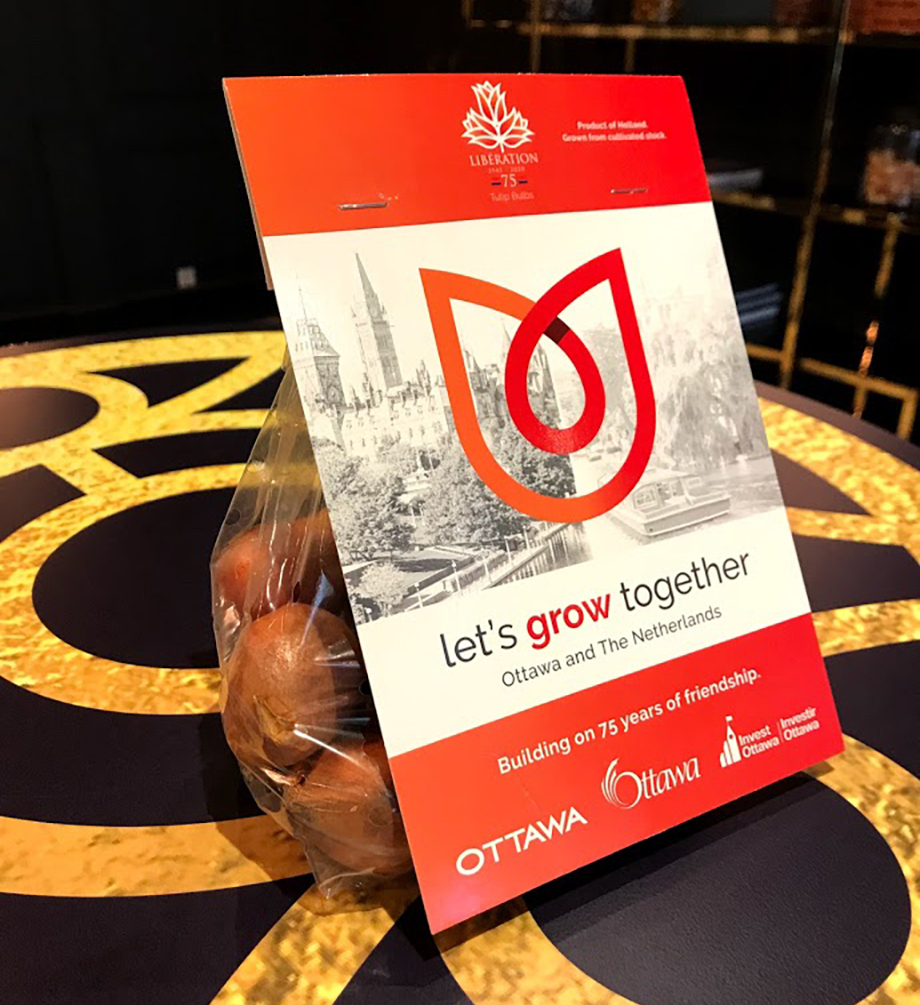 LIBÉRATION
1945 - 2020
75
Tulip Bulbs
Product of Holland.
Grown from cultivated stock.
let's grow together
Ottawa and The Netherlands
Building on 75 years of friendship.
OTTAWA
Ottawa
Invest Ottawa
Investir Ottawa